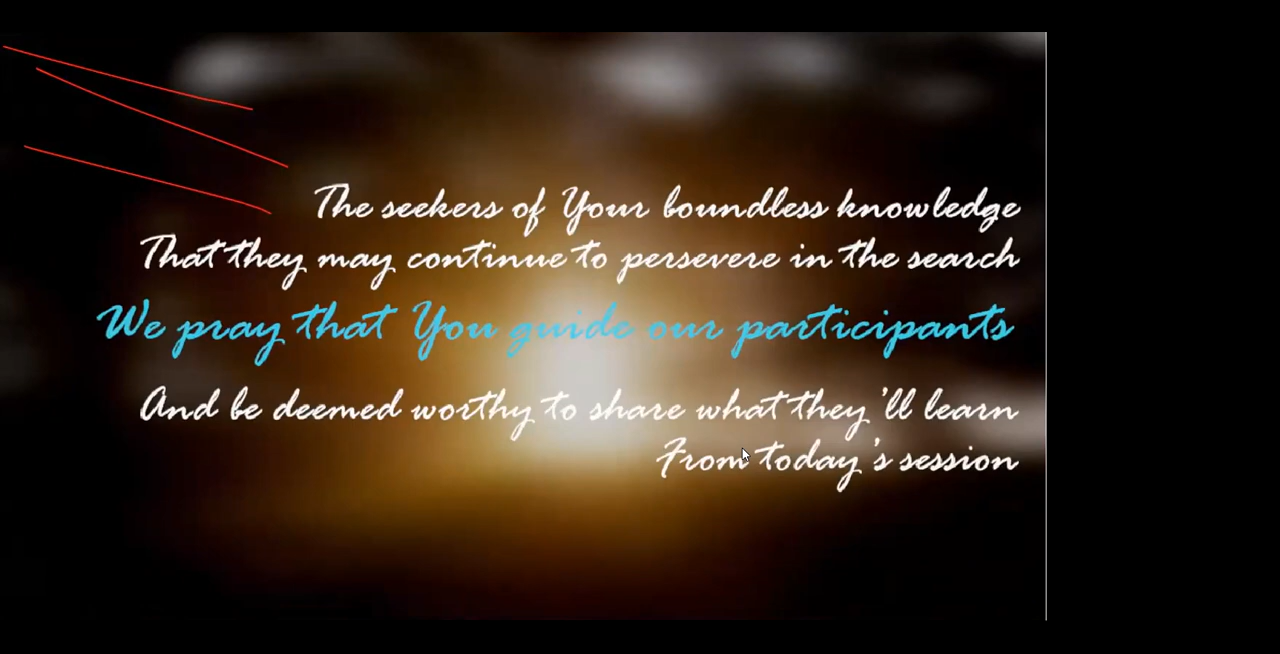 The seekers of Your boundless knowledge
That they may continue to persevere in the search
We pray that You guide our participants
And be deemed worthy to share what they'll learn
From today's session